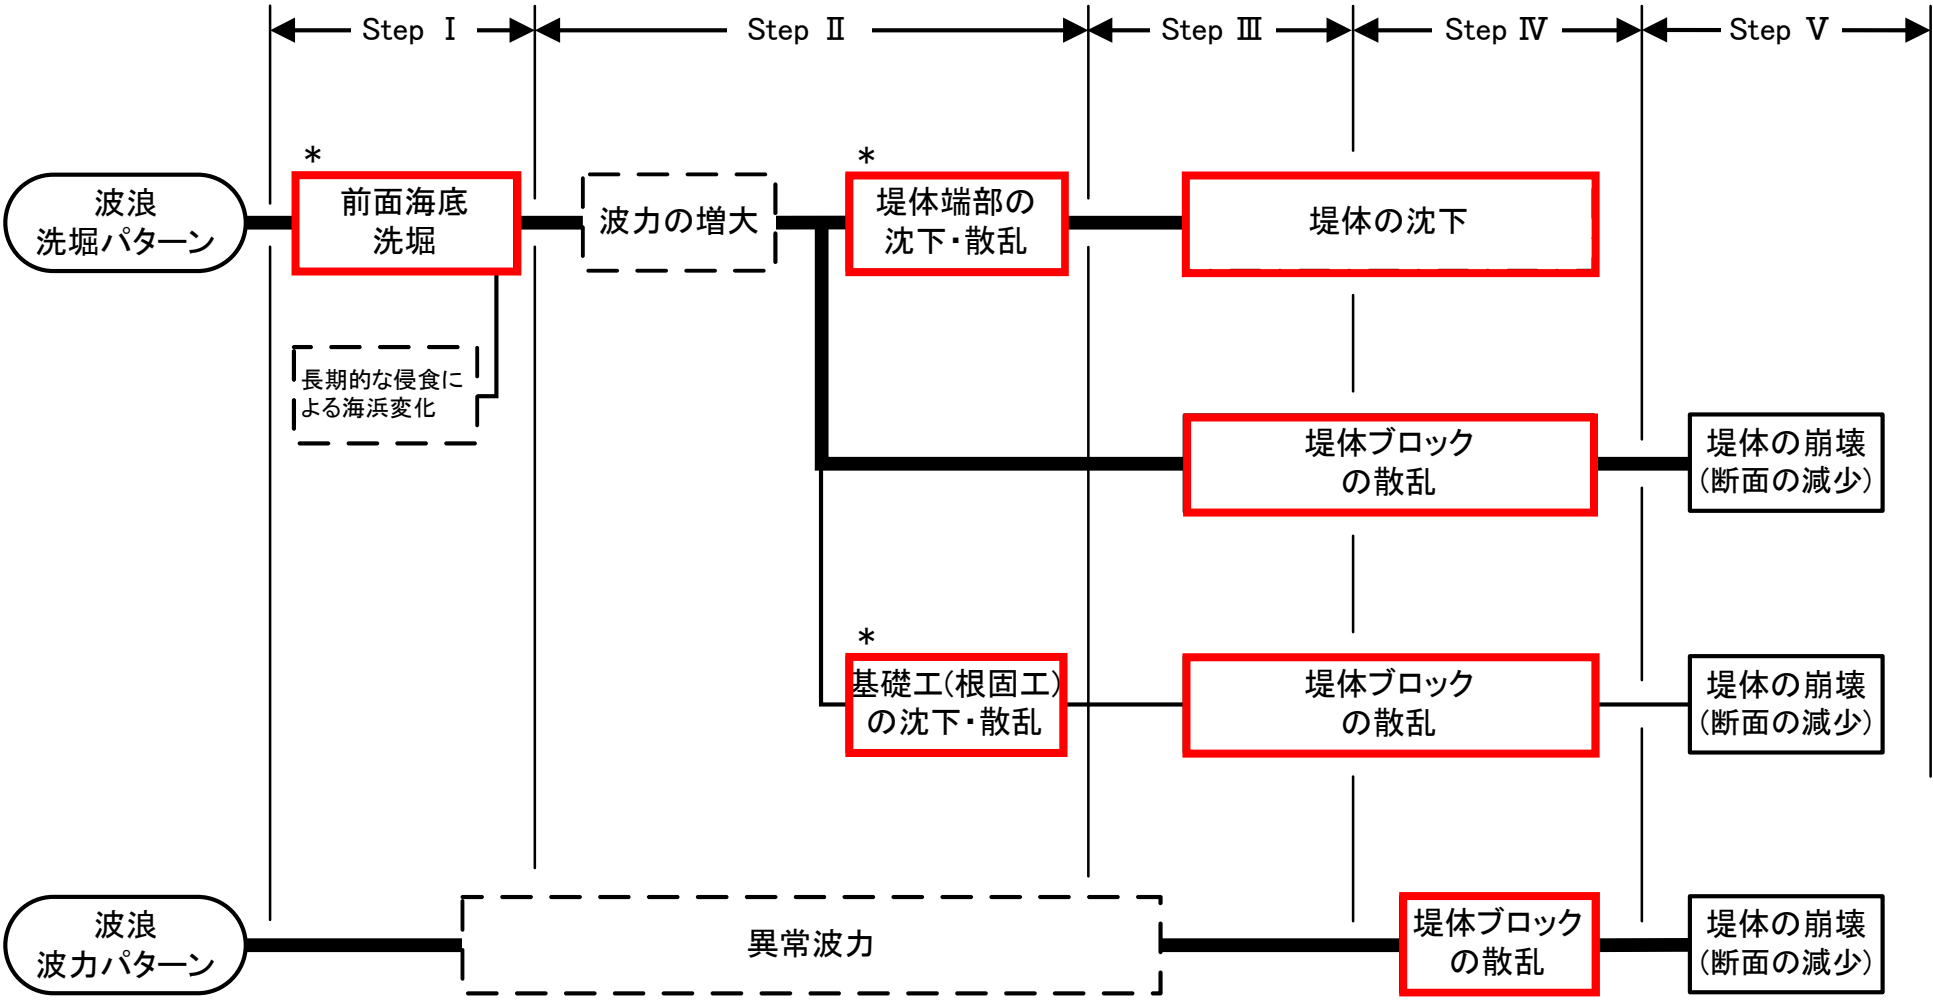 Step Ⅰ
Step Ⅱ
Step Ⅲ
Step Ⅳ
Step Ⅴ
波浪
洗堀パターン
*
前面海底
洗堀
波力の増大
*
堤体端部の
沈下・散乱
堤体の沈下
長期的な侵食に
よる海浜変化
堤体ブロック
の散乱
堤体の崩壊
(断面の減少)
*
基礎工(根固工)
の沈下・散乱
堤体ブロック
の散乱
堤体の崩壊
(断面の減少)
波浪
波力パターン
異常波力
堤体ブロック
の散乱
堤体の崩壊
(断面の減少)